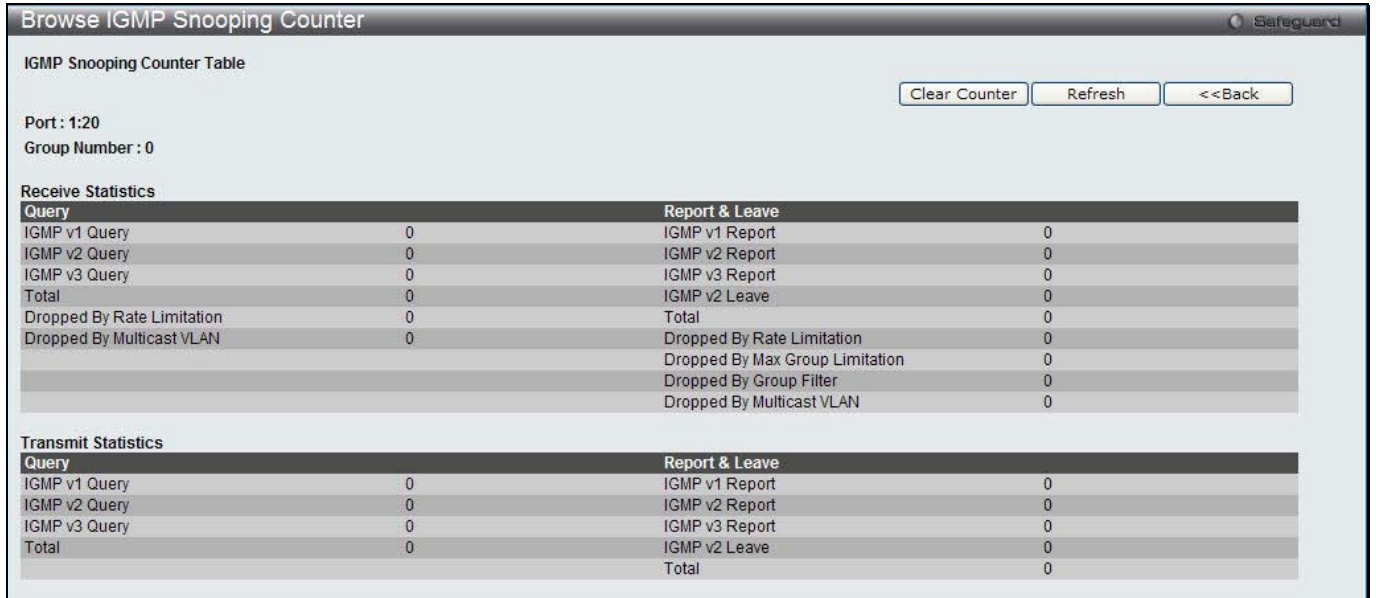 Browse IGMP Snooping Counter
Safeguard
IGMP Snooping Counter Table
Clear Counter Refresh <<Back
Port : 1:20
Group Number : 0
Receive Statistics
Query Report & Leave
IGMP v1 Query 0 IGMP v1 Report 0
IGMP v2 Query 0 IGMP v2 Report 0
IGMP v3 Query 0 IGMP v3 Report 0
Total 0 IGMP v2 Leave 0
Dropped By Rate Limitation 0 Total 0
Dropped By Multicast VLAN 0 Dropped By Rate Limitation 0
Dropped By Max Group Limitation 0
Dropped By Group Filter 0
Dropped By Multicast VLAN 0
Transmit Statistics
Query Report & Leave
IGMP v1 Query 0 IGMP v1 Report 0
IGMP v2 Query 0 IGMP v2 Report 0
IGMP v3 Query 0 IGMP v3 Report 0
Total 0 IGMP v2 Leave 0
Total 0